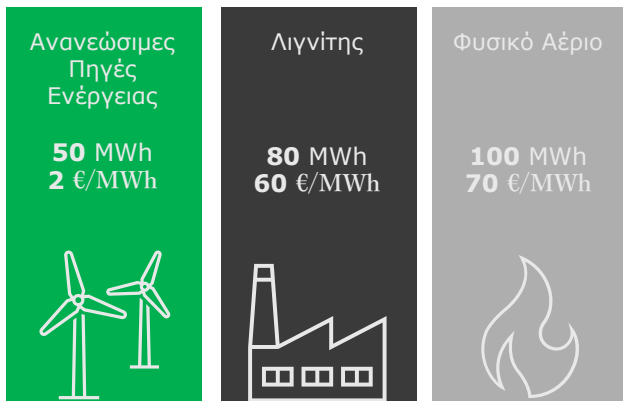 Ανανεώσιμες
Πηγές
Ενέργειας
50 MWh
2 €/MWh
Λιγνίτης
80 MWh
60 €/MWh
Φυσικό Αέριο
100 MWh
70 €/MWh